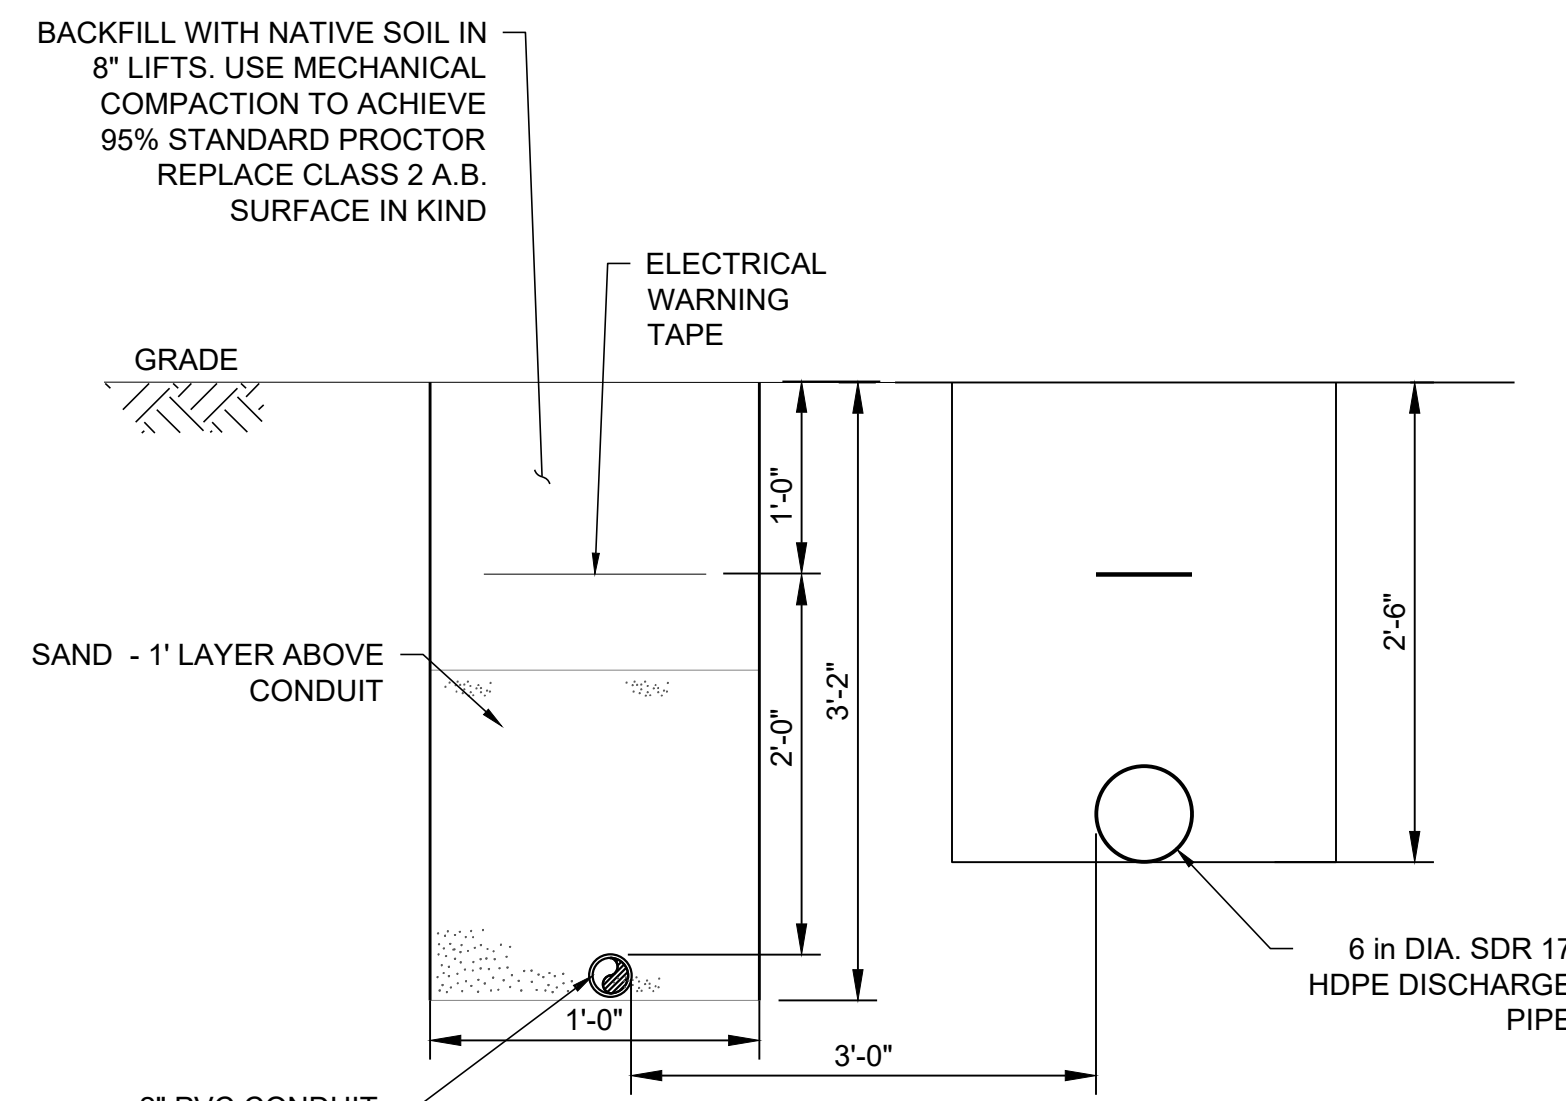 BACKFILL WITH NATIVE SOIL IN
8" LIFTS. USE MECHANICAL
COMPACTION TO ACHIEVE
95% STANDARD PROCTOR
REPLACE CLASS 2 A.B.
SURFACE IN KIND
ELECTRICAL
WARNING
TAPE
GRADE
1'-0"
2'-6"
SAND - 1' LAYER ABOVE
CONDUIT
3'-2"
2'-0"
6 in DIA. SDR 17
HDPE DISCHARGE
PIPE
1'-0"
3'-0"
PVC CONDUIT